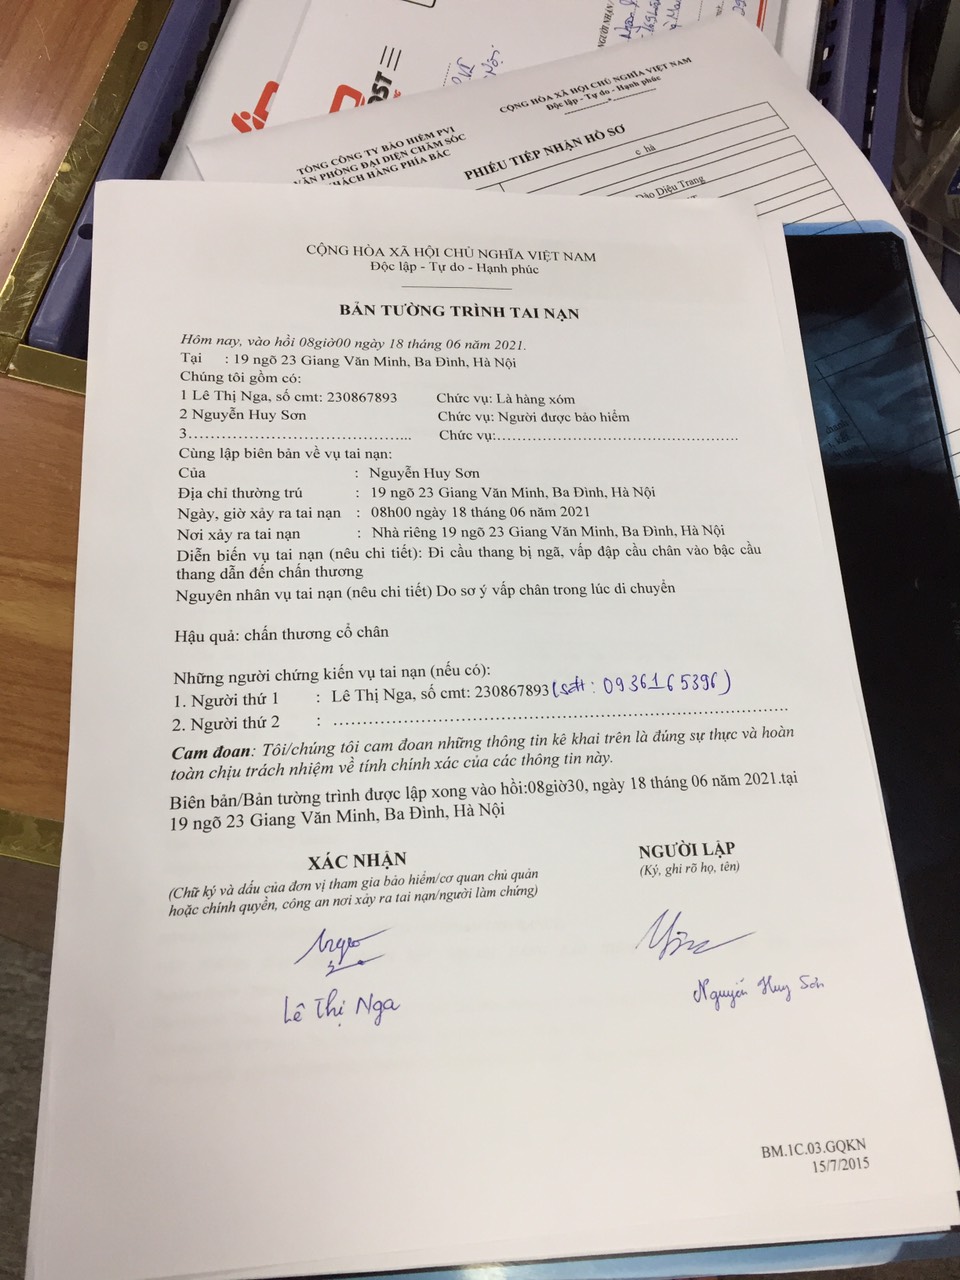 POST
Nội
NGƯỜI NHẬN
CỘNG HÒA XÃ HỘI CHỦ NGHĨA VIỆT NAM
Độc lập - Tự do - Hạnh phúc
TỔNG CÔNG TY BẢO HIỂM PVI
VĂN PHÒNG ĐẠI DIỆN CHĂM SÓC
KHÁCH HÀNG PHÍA BẮC
PHIẾU TIẾP NHẬN HỒ SƠ
c hà
Đào Diệu Trang
CỘNG HÒA XÃ HỘI CHỦ NGHĨA VIỆT NAM
Độc lập - Tự do - Hạnh phúc
BẢN TƯỜNG TRÌNH TAI NẠN
Hôm nay, vào hồi 08giờ00 ngày 18 tháng 06 năm 2021.
Tại : 19 ngõ 23 Giang Văn Minh, Ba Đình, Hà Nội
Chúng tôi gồm có:
1 Lê Thị Nga, số cmt: 230867893 Chức vụ: Là hàng xóm
2 Nguyễn Huy Sơn Chức vụ: Người được bảo hiểm
3........................................ Chức vụ:............................................
Cùng lập biên bản về vụ tai nạn:
Của : Nguyễn Huy Sơn
Địa chỉ thường trú : 19 ngõ 23 Giang Văn Minh, Ba Đình, Hà Nội
Ngày, giờ xảy ra tai nạn : 08h00 ngày 18 tháng 06 năm 2021
Nơi xảy ra tai nạn : Nhà riêng 19 ngõ 23 Giang Văn Minh, Ba Đình, Hà Nội
Diễn biến vụ tai nạn (nêu chi tiết): Đi cầu thang bị ngã, vấp đập cẩu chân vào bậc cầu
thang dẫn đến chấn thương
Nguyên nhân vụ tai nạn (nêu chi tiết) Do sơ ý vấp chân trong lúc di chuyển
Hậu quả: chấn thương cổ chân
Những người chứng kiến vụ tai nạn (nếu có):
1. Người thứ 1 : Lê Thị Nga, số cmt: 230867893 (sđt: 0936165396)
2. Người thứ 2 : ........................................................................
Cam đoan: Tôi/chúng tôi cam đoan những thông tin kê khai trên là đúng sự thực và hoàn
toàn chịu trách nhiệm về tính chính xác của các thông tin này.
Biên bản/Bản tường trình được lập xong vào hồi:08giờ30, ngày 18 tháng 06 năm 2021.tại
19 ngõ 23 Giang Văn Minh, Ba Đình, Hà Nội
XÁC NHẬN NGƯỜI LẬP
(Chữ ký và dấu của đơn vị tham gia bảo hiểm/cơ quan chủ quản (Ký, ghi rõ họ, tên)
hoặc chính quyền, công an nơi xảy ra tai nạn/người làm chứng)
Lê Thị Nga Nguyễn Huy Sơn
BM.1C.03.GQKN
15/7/2015